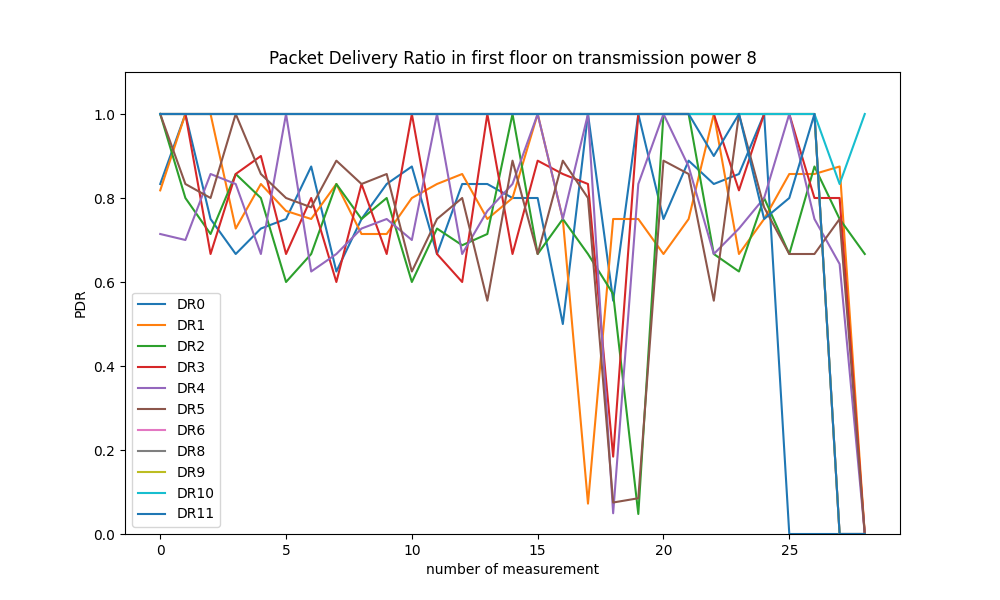 Packet Delivery Ratio in first floor on transmission power 8
1.0
0.8
0.6
0.4
0.2
0.0
PDR
DR0
DR1
DR2
DR3
DR4
DR5
DR6
DR8
DR9
DR10
DR11
0 5 10 15 20 25
number of measurement